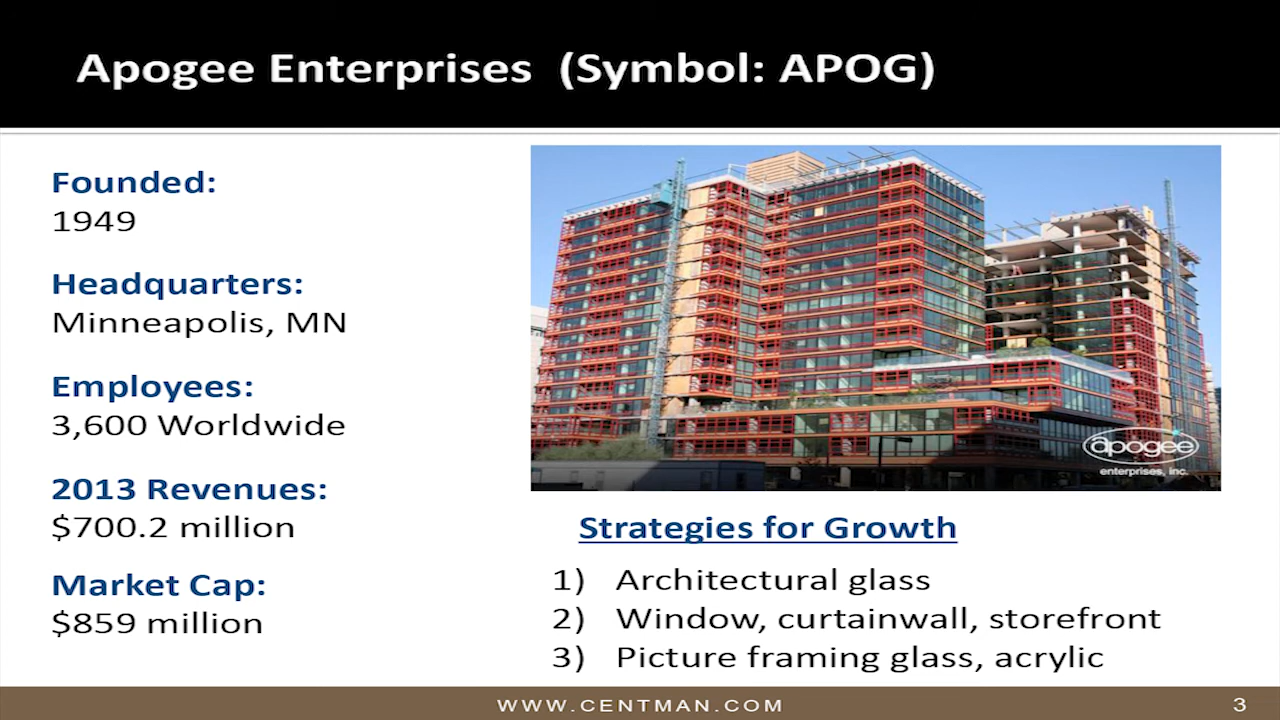 Apogee Enterprises (Symbol: APOG)
Founded:
1949
Headquarters:
Minneapolis, MN
Employees:
3,600 Worldwide
2013 Revenues:
$700.2 million
Market Cap:
$859 million
apogee
enterprises, inc.
Strategies for Growth
1) Architectural glass
2) Window, curtainwall, storefront
3) Picture framing glass, acrylic
WWW.CENTMAN.COM
3